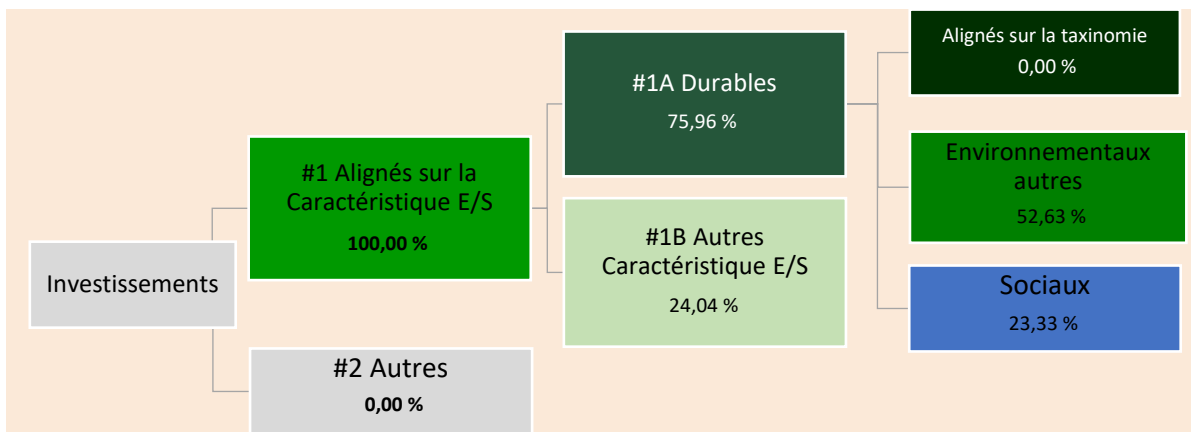 Investissements
#1 Alignés sur la
Caractéristique E/S
100,00 %
#2 Autres
0,00 %
#1A Durables
75,96 %
#1B Autres
Caractéristique E/S
24,04 %
Alignés sur la taxinomie
0,00 %
Environnementaux
autres
52,63 %
Sociaux
23,33 %